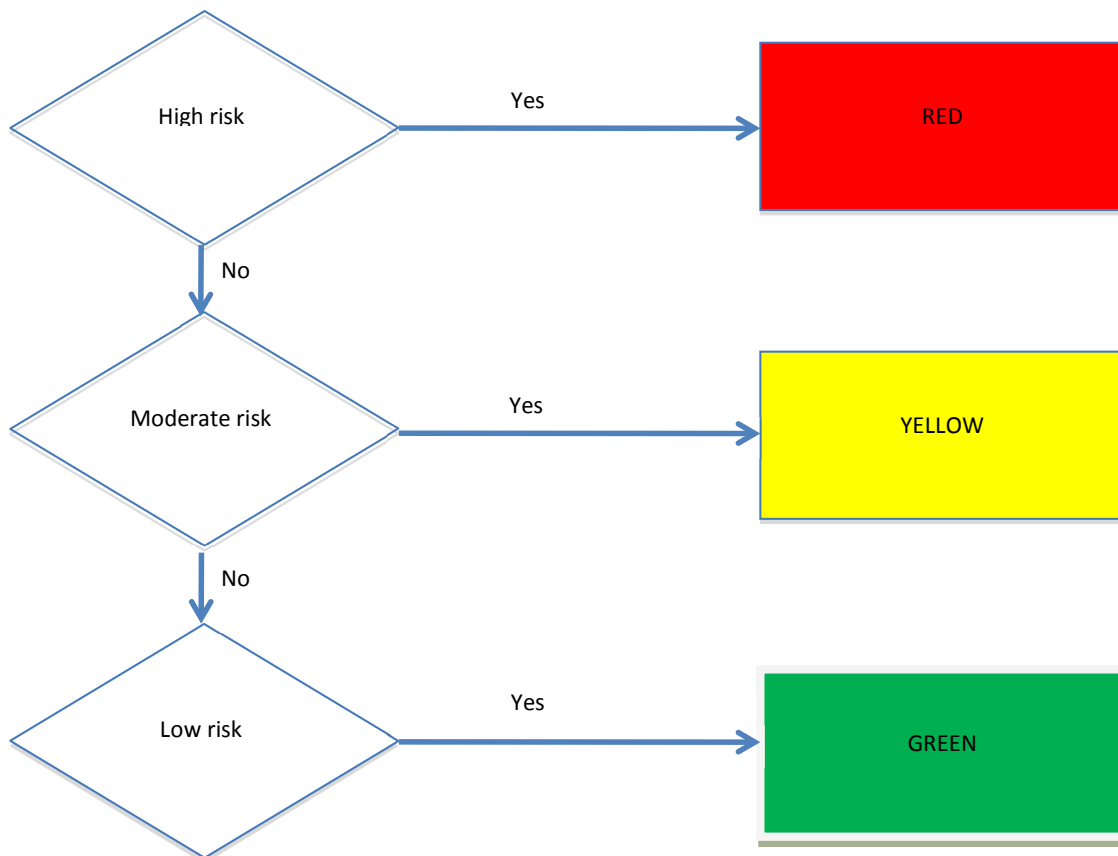 High risk
Yes
RED
No
Moderate risk
Yes
YELLOW
No
Low risk
Yes
GREEN